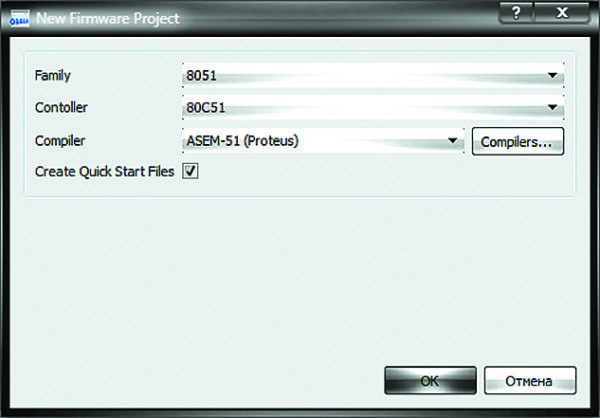 New Firmware Project
Family 8051
Contoller 80C51
Compiler ASEM-51 (Proteus) Compilers...
Create Quick Start Files
OK Отмена